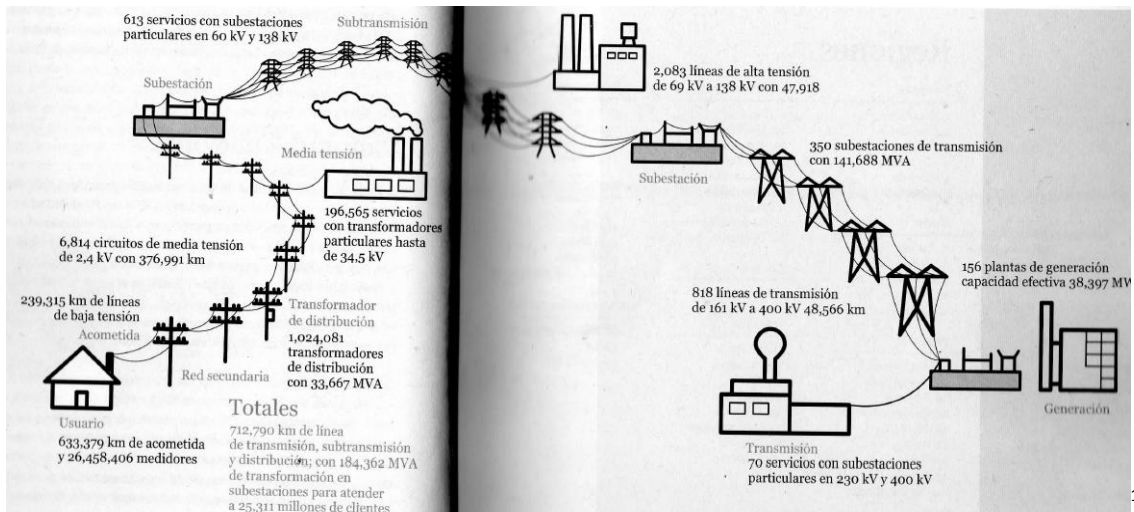 613 servicios con subestaciones
particulares en 60 kV y 138 kV
Subtransmisión
Subestación
Media tensión
196,565 servicios
con transformadores
particulares hasta
de 34,5 kV
6,814 circuitos de media tensión
de 2,4 kV con 376,991 km
239,315 km de líneas
de baja tensión
Acometida
Transformador
de distribución
1,024,081
transformadores
de distribución
con 33,667 MVA
Red secundaria
Usuario
633,379 km de acometida
y 26,458,406 medidores
Totales
712,790 km de línea
de transmisión, subtransmisión
y distribución; con 184,362 MVA
de transformación en
subestaciones para atender
a 25,311 millones de clientes
2,083 líneas de alta tensión
de 69 kV a 138 kV con 47,918
350 subestaciones de transmisión
con 141,688 MVA
Subestación
156 plantas de generación
capacidad efectiva 38,397 MW
818 líneas de transmisión
de 161 kV a 400 kV 48,566 km
Generación
Transmisión
70 servicios con subestaciones
particulares en 230 kV y 400 kV